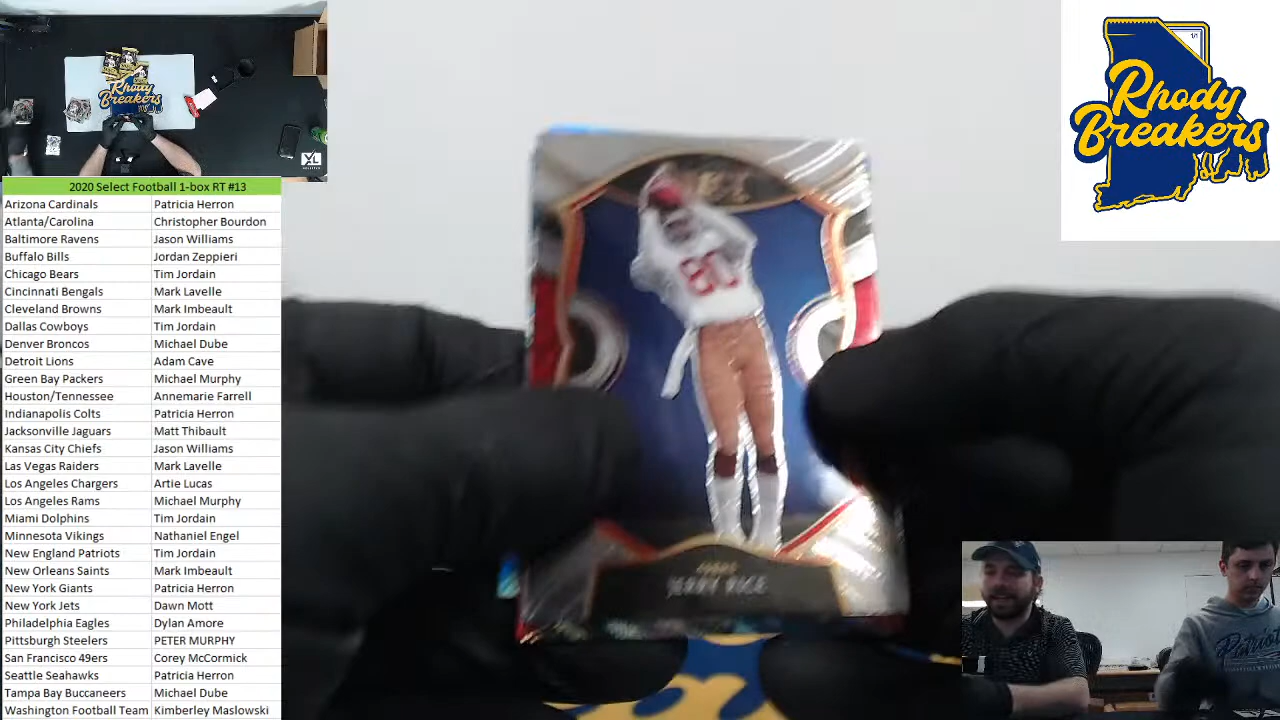 Rhody
Breakers
XL
2020 Select Football 1-box RT #13
Arizona Cardinals Patricia Herron
Atlanta/Carolina Christopher Bourdon
Baltimore Ravens Jason Williams
Buffalo Bills Jordan Zeppieri
Chicago Bears Tim Jordain
Cincinnati Bengals Mark Lavelle
Cleveland Browns Mark Imbeault
Dallas Cowboys Tim Jordain
Denver Broncos Michael Dube
Detroit Lions Adam Cave
Green Bay Packers Michael Murphy
Houston/Tennessee Annemarie Farrell
Indianapolis Colts Patricia Herron
Jacksonville Jaguars Matt Thibault
Kansas City Chiefs Jason Williams
Las Vegas Raiders Mark Lavelle
Los Angeles Chargers Artie Lucas
Los Angeles Rams Michael Murphy
Miami Dolphins Tim Jordain
Minnesota Vikings Nathaniel Engel
New England Patriots Tim Jordain
New Orleans Saints Mark Imbeault
New York Giants Patricia Herron
New York Jets Dawn Mott
Philadelphia Eagles Dylan Amore
Pittsburgh Steelers PETER MURPHY
San Francisco 49ers Corey McCormick
Seattle Seahawks Patricia Herron
Tampa Bay Buccaneers Michael Dube
Washington Football Team Kimberley Maslowski
80
JERRY RICE
1/1
Rhody
Breakers
Patriots